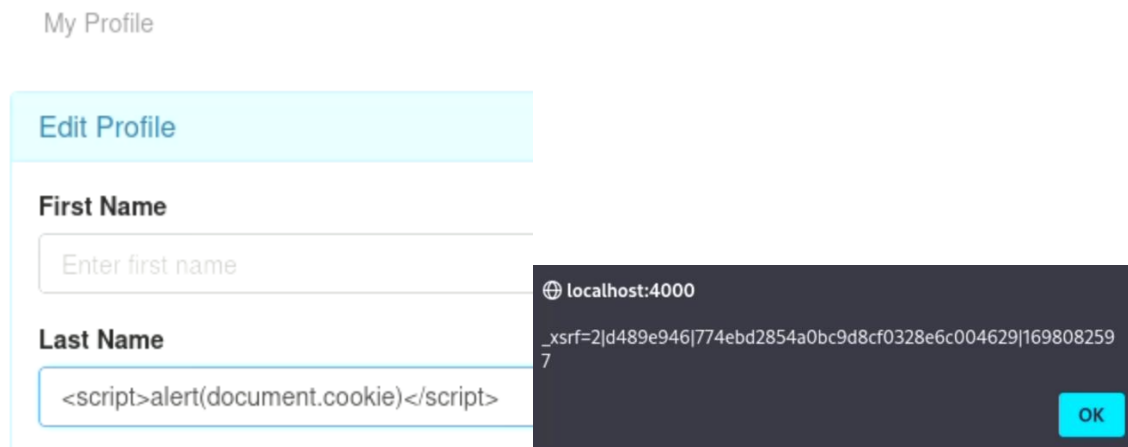 My Profile
Edit Profile
First Name
Enter first name
Last Name
<script>alert(document.cookie)</script>
localhost:4000
_xsrf=2|d489e946|774ebd2854a0bc9d8cf0328e6c004629|169808259
7
OK